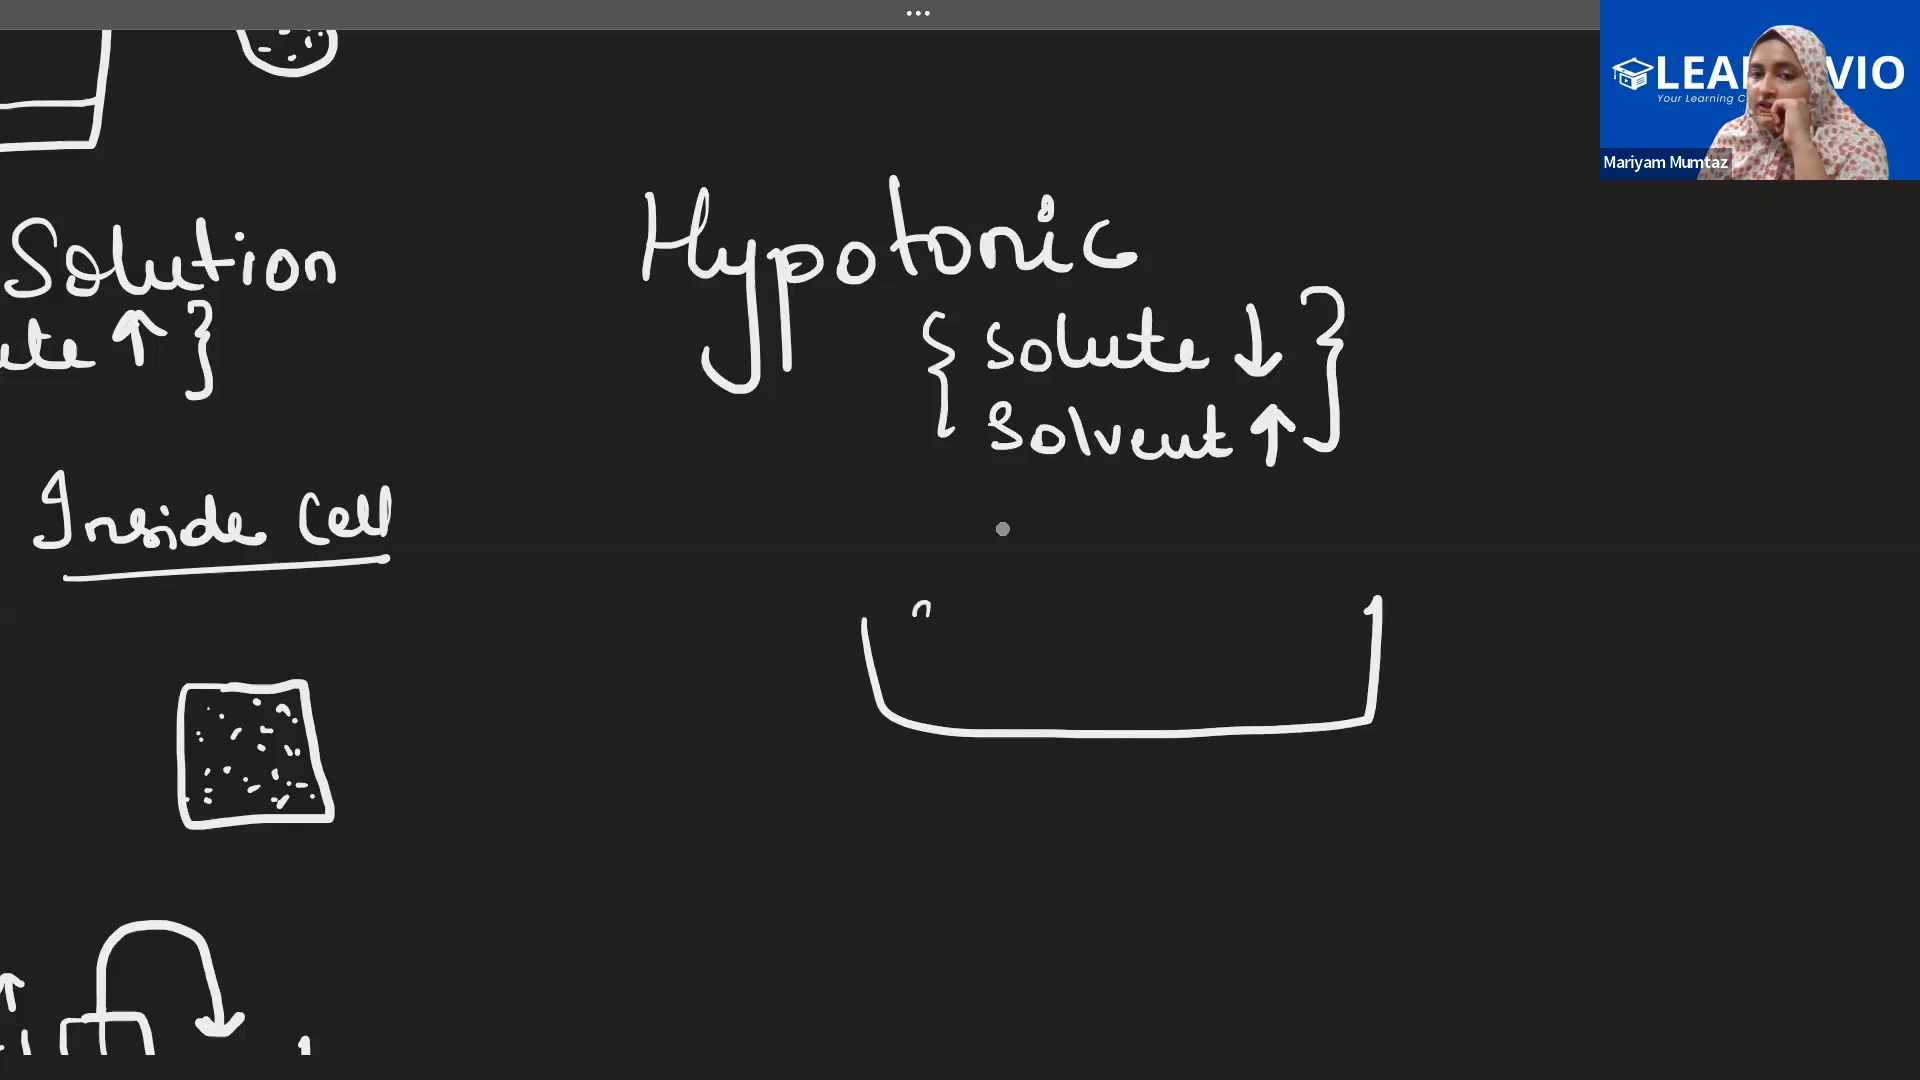 LEA VIO
Your Learning C
Mariyam Mumtaz
Solution
ute ↑ }
Inside Cell
Hypotonic
{ Solute ↓ }
Solvent ↑